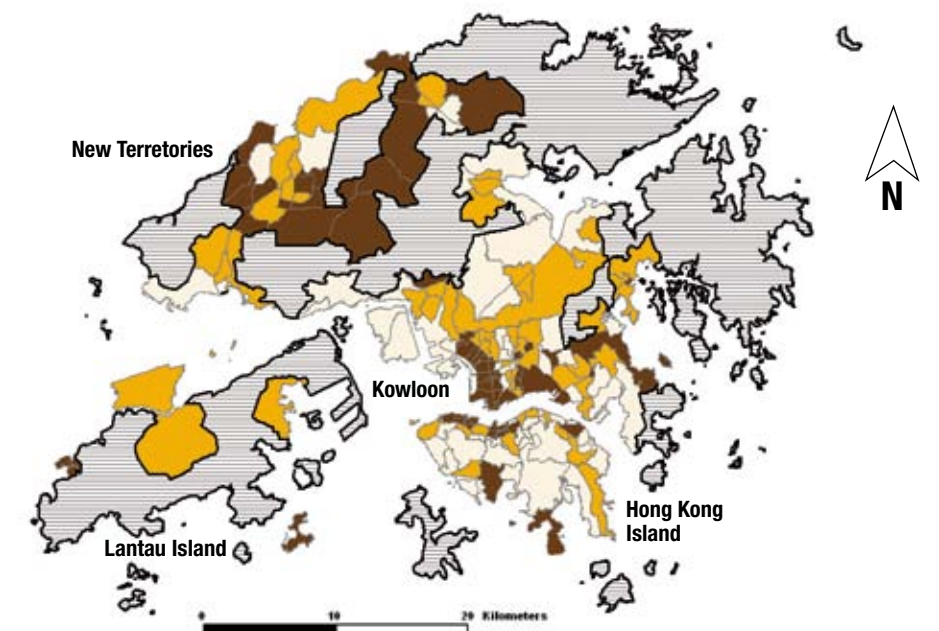 New Terretories
N
Kowloon
Hong Kong
Island
Lantau Island
0 10 20 Kilometers